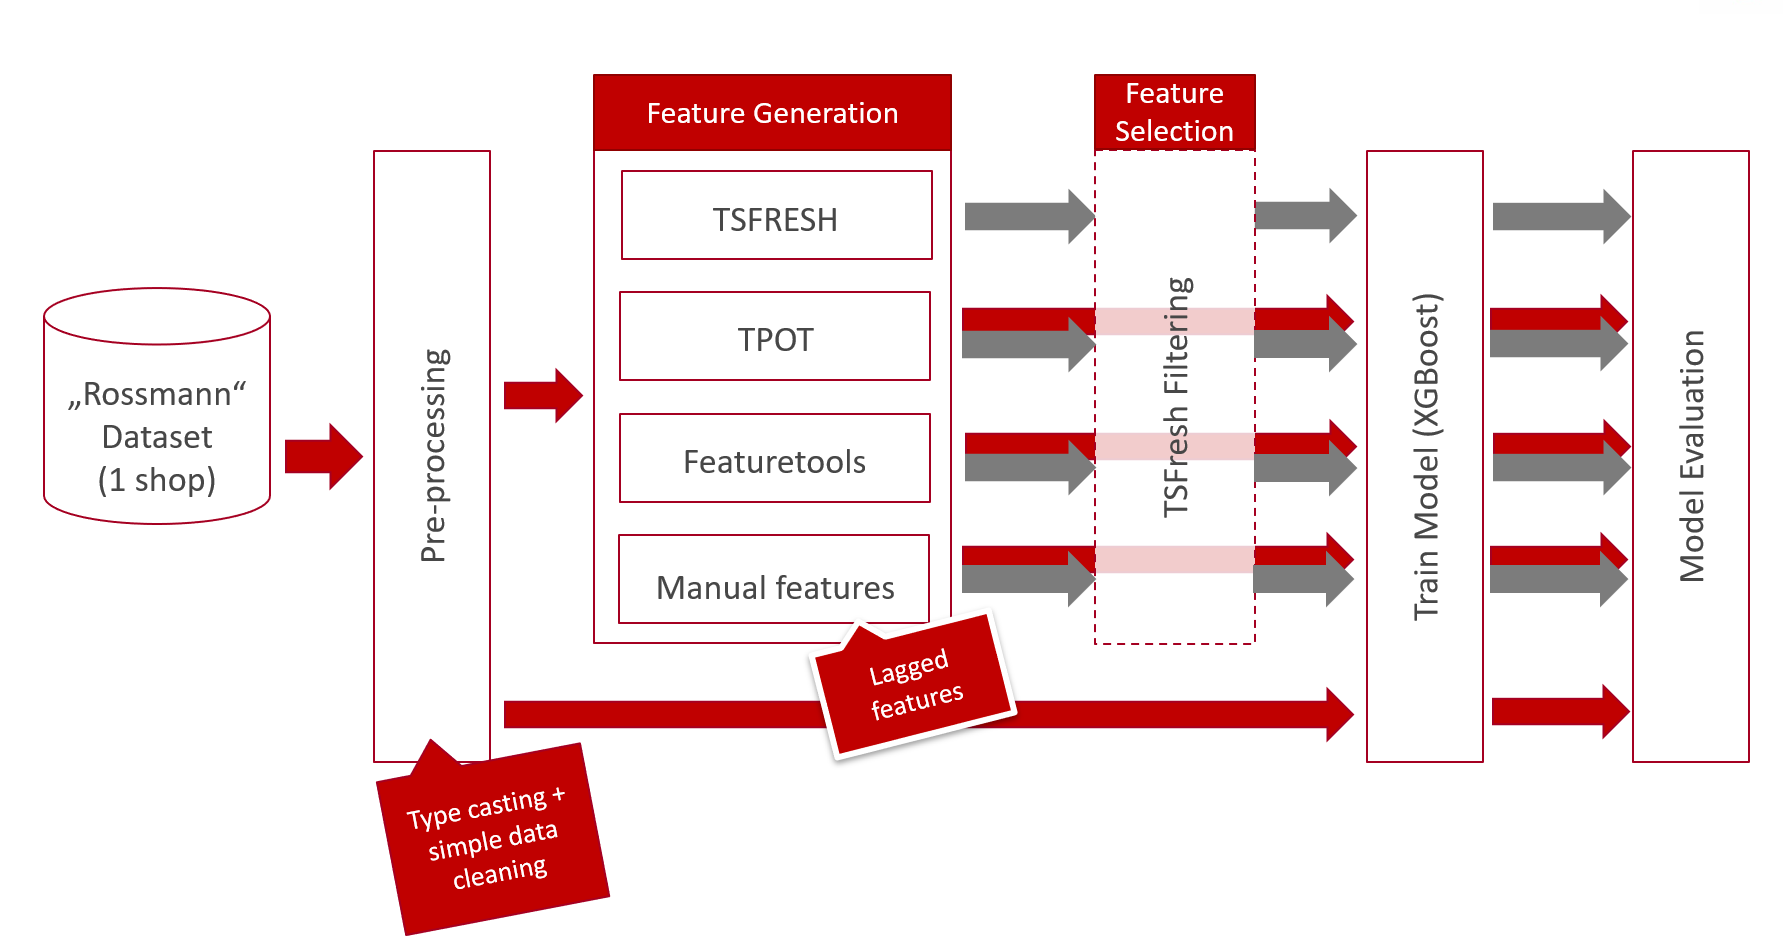 „Rossmann“
Dataset
(1 shop)
Pre-processing
Type casting +
simple data
cleaning
Feature Generation
TSFRESH
TPOT
Featuretools
Manual features
Lagged
features
Feature
Selection
TSFresh Filtering
Train Model (XGBoost)
Model Evaluation